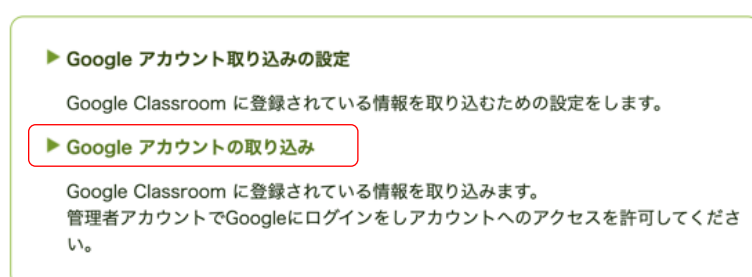 Google アカウント取り込みの設定
Google Classroom に登録されている情報を取り込むための設定をします。
Google アカウントの取り込み
Google Classroom に登録されている情報を取り込みます。
管理者アカウントでGoogleにログインをしアカウントへのアクセスを許可してくださ
い。